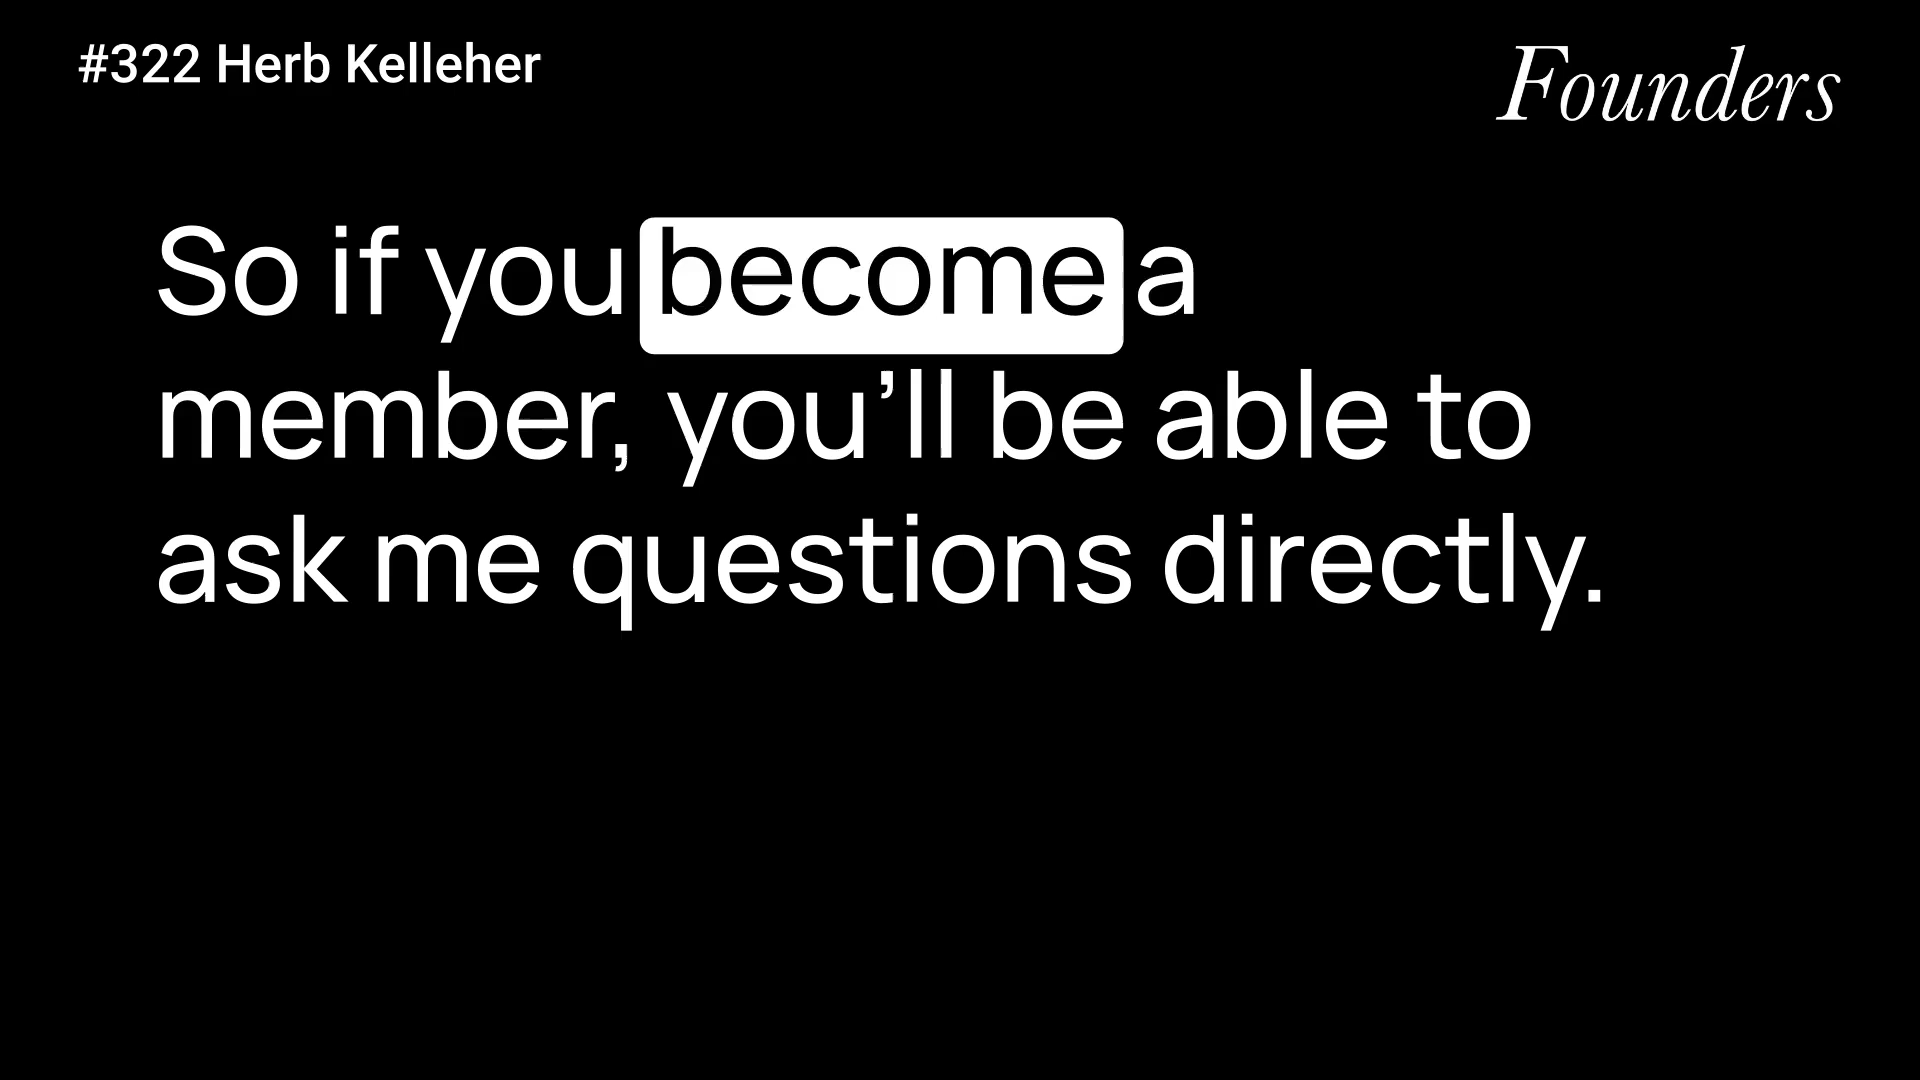 #322 Herb Kelleher
Founders
So if you become a
member, you’ll be able to
ask me questions directly.